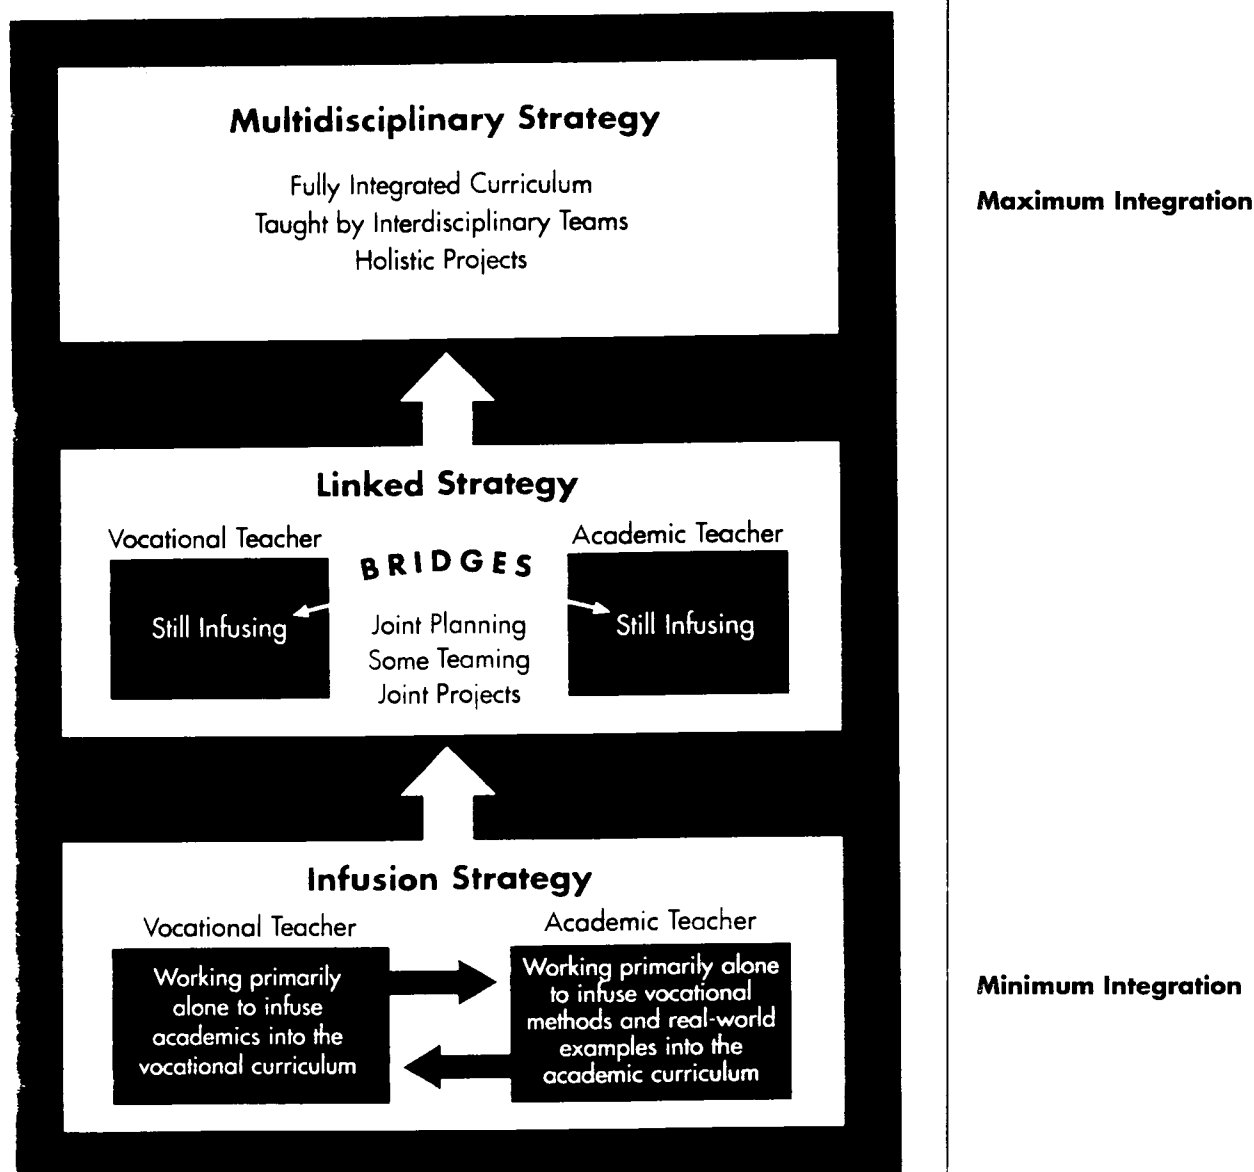 Multidisciplinary Strategy
Fully Integrated Curriculum
Taught by Interdisciplinary Teams
Holistic Projects
Maximum Integration
Linked Strategy
Vocational Teacher
Academic Teacher
BRIDGES
Still Infusing
Still Infusing
Joint Planning
Some Teaming
Joint Projects
Infusion Strategy
Vocational Teacher
Academic Teacher
Working primarily
alone to infuse
academics into the
vocational curriculum
Working primarily alone
to infuse vocational
methods and real-world
examples into the
academic curriculum
Minimum Integration